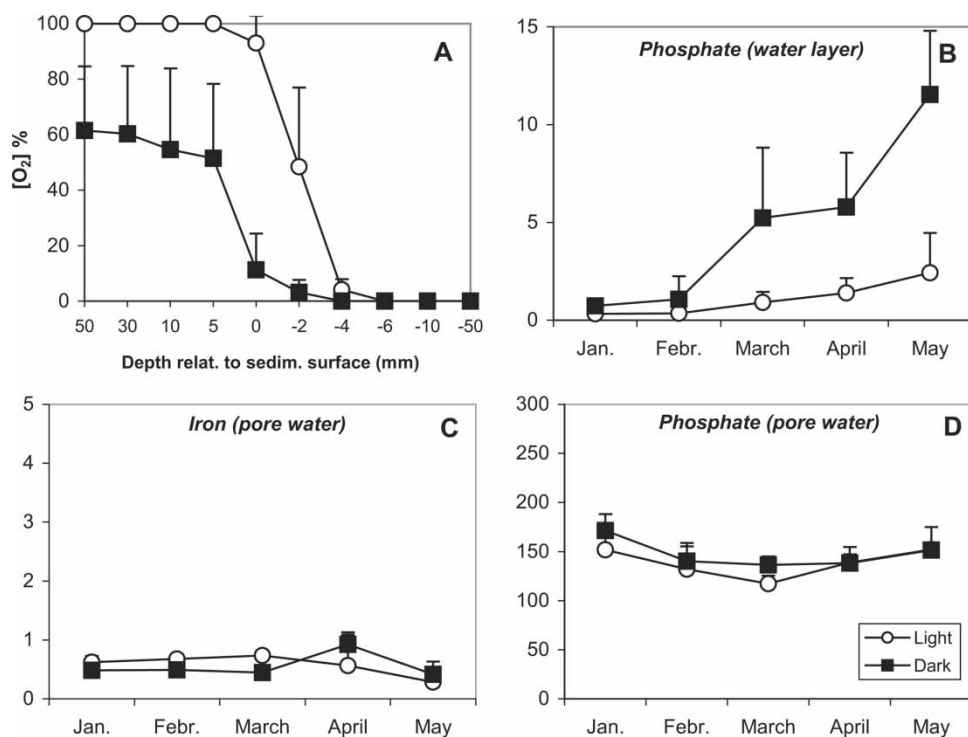 A
100
80
60
40
20
0
[O₂] %
50 30 10 5 0 -2 -4 -6 -10 -50
Depth relat. to sedim. surface (mm)
Phosphate (water layer) B
15
10
5
0
Jan. Febr. March April May
Iron (pore water) C
5
4
3
2
1
0
Jan. Febr. March April May
Phosphate (pore water) D
300
250
200
150
100
50
0
Light
Dark
Jan. Febr. March April May